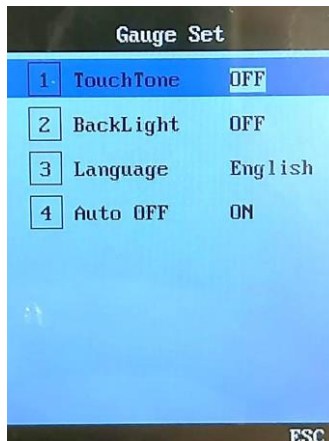 Gauge Set
1 TouchTone OFF
2 BackLight OFF
3 Language English
4 Auto OFF ON
ESC